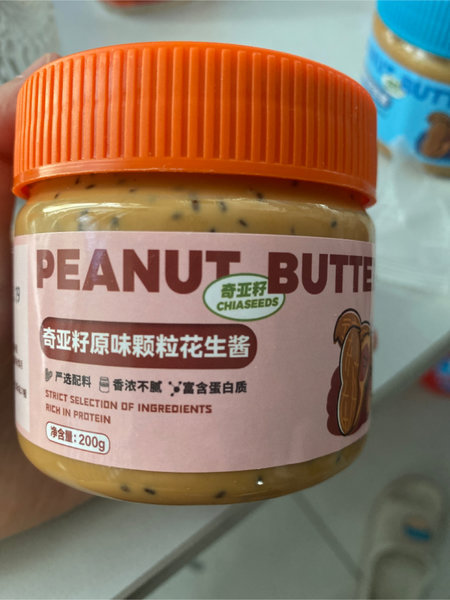 PEANUT BUTTE
奇亚籽
CHIASEEDS
奇亚籽原味颗粒花生酱
严选配料 香浓不腻 富含蛋白质
STRICT SELECTION OF INGREDIENTS
RICH IN PROTEIN
净含量: 200g